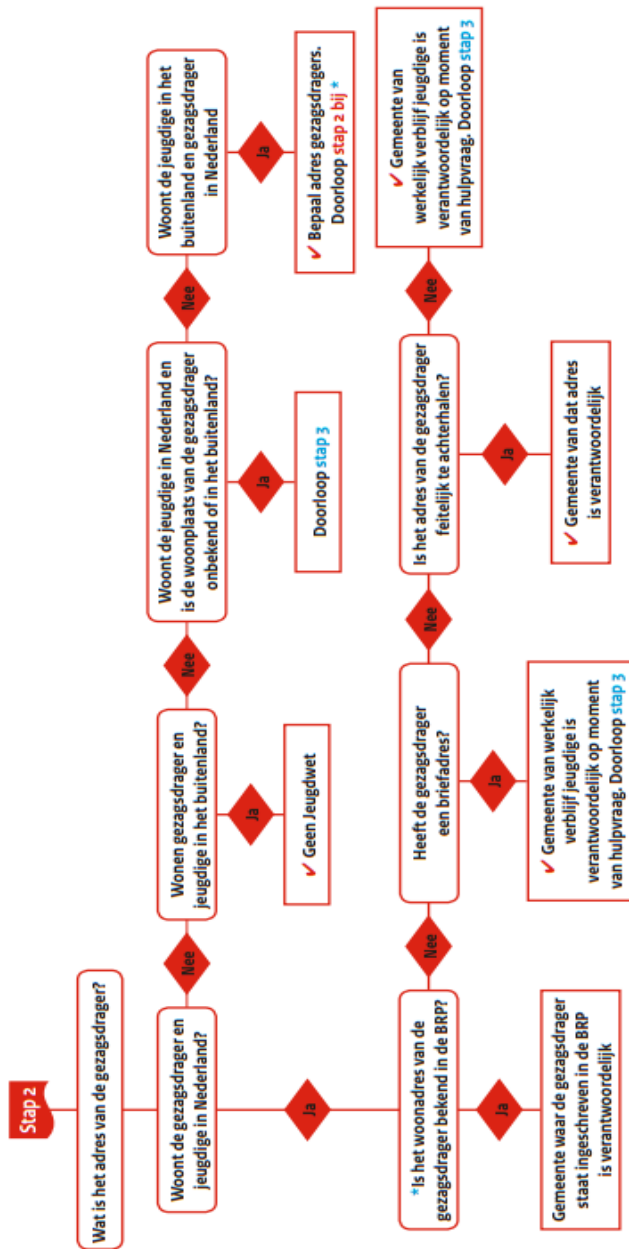 Stap 2
Wat is het adres van de gezagsdrager?
Woont de gezagsdrager en
jeugdige in Nederland?
Nee
Wonen gezagsdrager en
jeugdige in het buitenland?
Nee
Woont de jeugdige in Nederland en
is de woonplaats van de gezagsdrager
onbekend of in het buitenland?
Nee
Woont de jeugdige in het
buitenland en gezagsdrager
in Nederland
Ja
Ja
Ja
Ja
✓ Geen Jeugdwet
Doorloop stap 3
✓ Bepaal adres gezagsdragers.
Doorloop stap 2 bij *
*Is het woonadres van de
gezagsdrager bekend in de BRP?
Nee
Heeft de gezagsdrager
een briefadres?
Nee
Is het adres van de gezagsdrager
feitelijk te achterhalen?
Nee
✓ Gemeente van
werkelijk verblijf jeugdige is
verantwoordelijk op moment
van hulpvraag. Doorloop stap 3
Ja
Ja
Ja
Gemeente waar de gezagsdrager
staat ingeschreven in de BRP
is verantwoordelijk
✓ Gemeente van werkelijk
verblijf jeugdige is
verantwoordelijk op moment
van hulpvraag. Doorloop stap 3
✓ Gemeente van dat adres
is verantwoordelijk